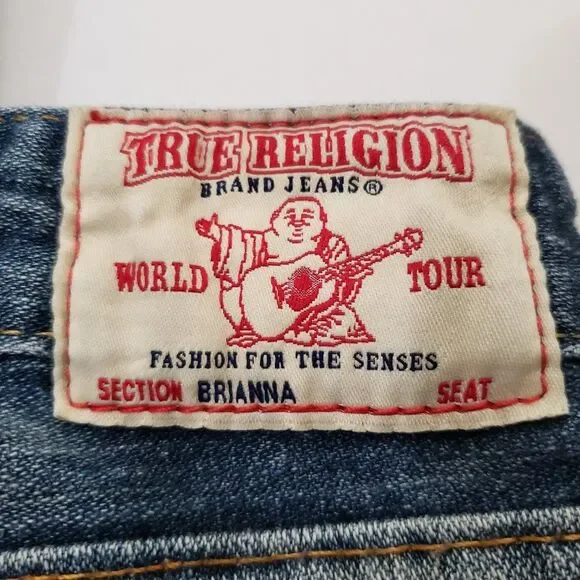 TRUE RELIGION
BRAND JEANS®
WORLD TOUR
FASHION FOR THE SENSES
SECTION BRIANNA SEAT